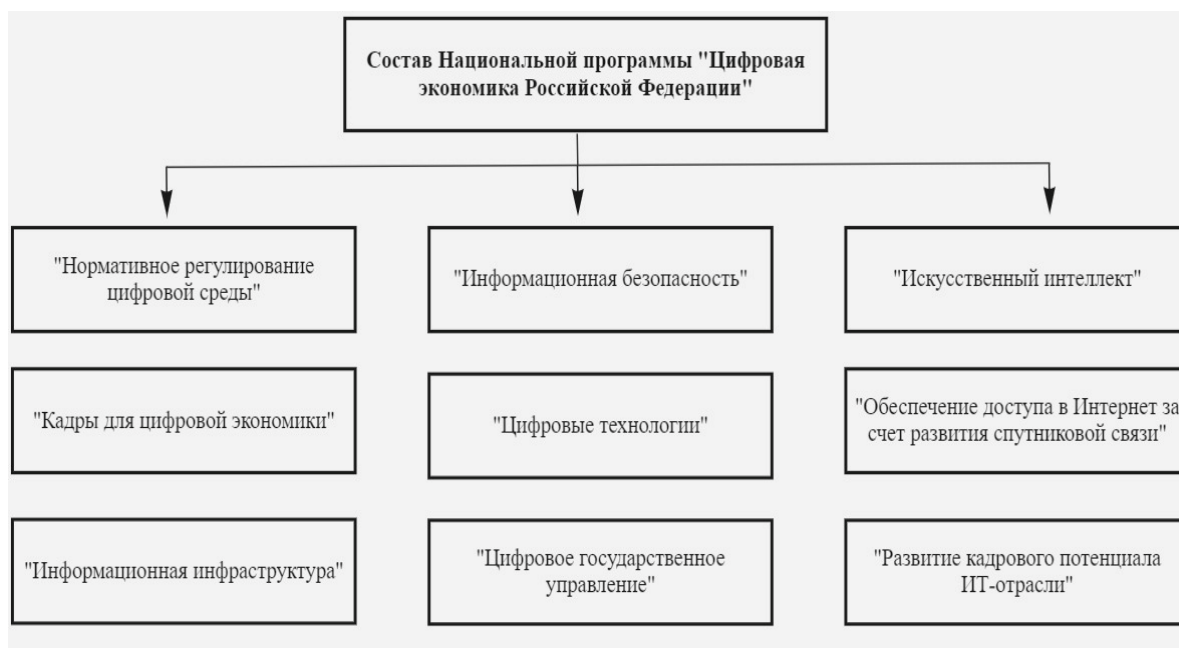 Состав Национальной программы "Цифровая
экономика Российской Федерации"
"Нормативное регулирование
цифровой среды"
"Информационная безопасность"
"Искусственный интеллект"
"Кадры для цифровой экономики"
"Цифровые технологии"
"Обеспечение доступа в Интернет за
счет развития спутниковой связи"
"Информационная инфраструктура"
"Цифровое государственное
управление"
"Развитие кадрового потенциала
ИТ-отрасли"